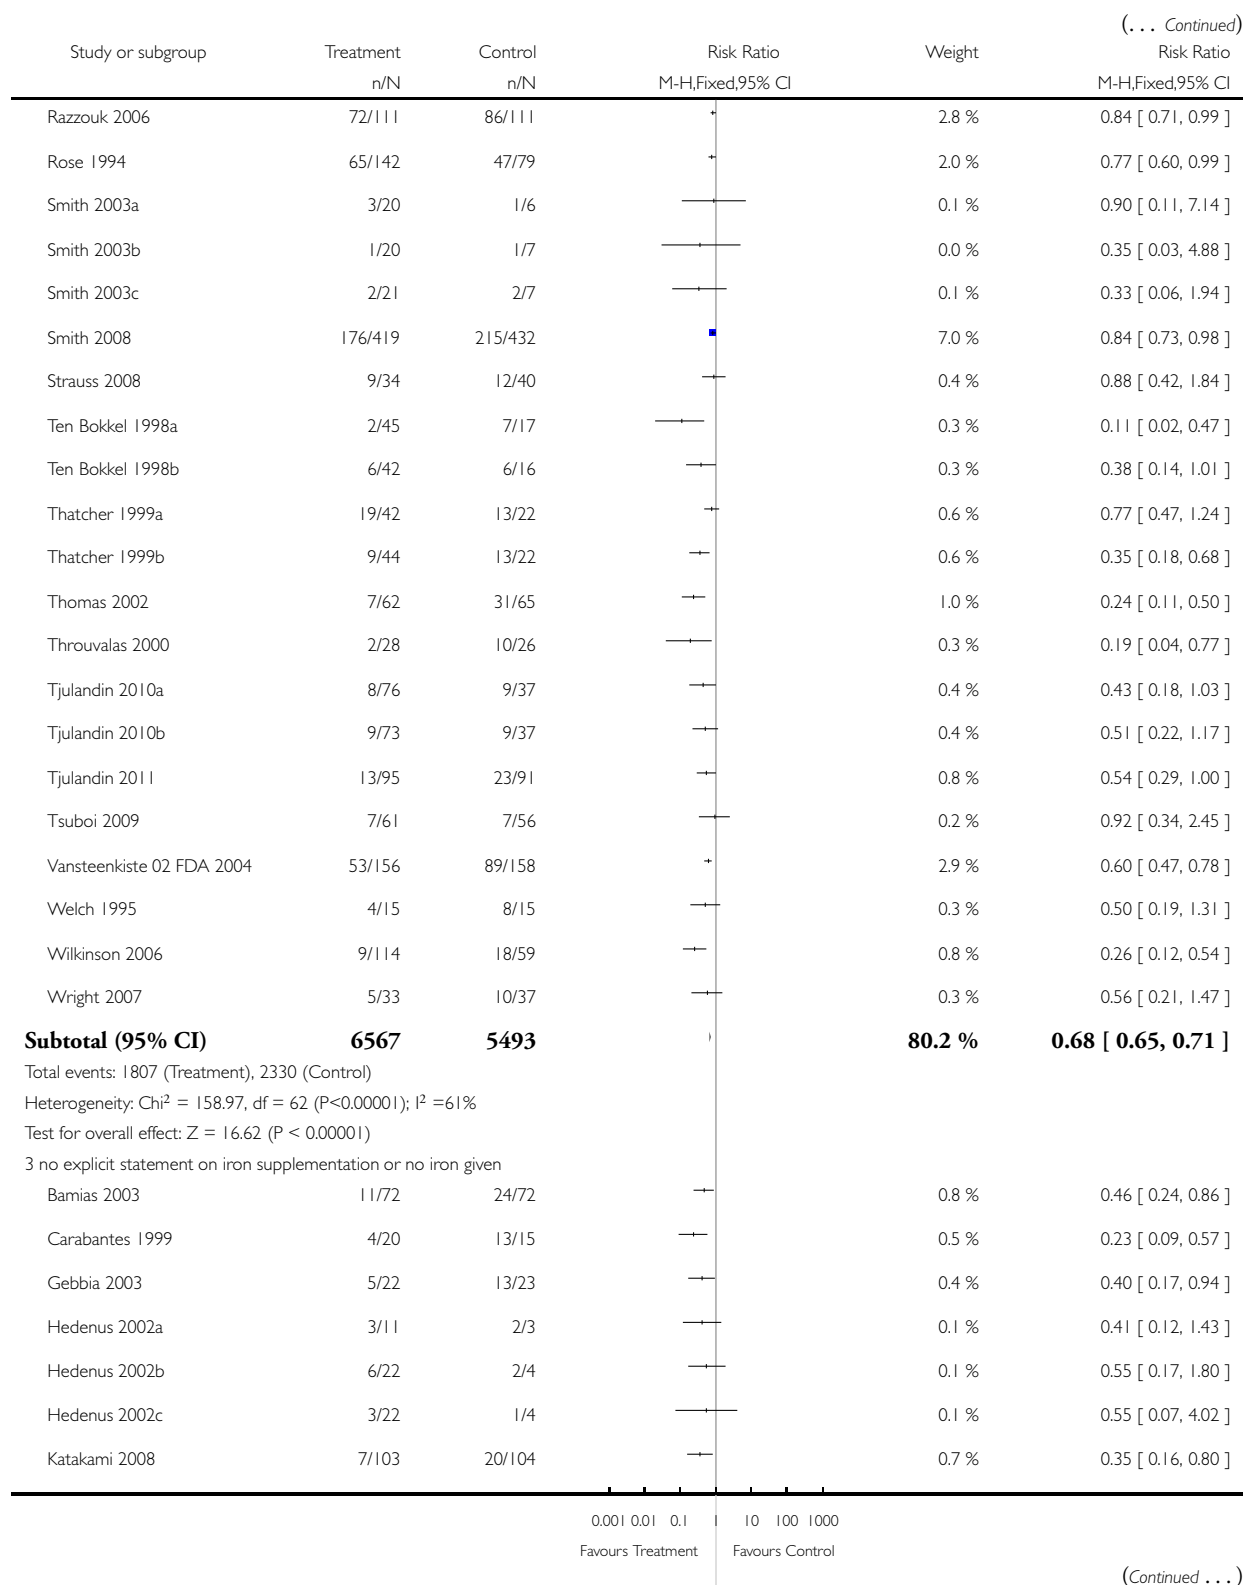 (... Continued)
Study or subgroup Treatment Control Risk Ratio Weight Risk Ratio
n/N n/N M-H,Fixed,95% CI M-H,Fixed,95% CI
Razzouk 2006 72/111 86/111 2.8 % 0.84 [ 0.71, 0.99 ]
Rose 1994 65/142 47/79 2.0 % 0.77 [ 0.60, 0.99 ]
Smith 2003a 3/20 1/6 0.1 % 0.90 [ 0.11, 7.14 ]
Smith 2003b 1/20 1/7 0.0 % 0.35 [ 0.03, 4.88 ]
Smith 2003c 2/21 2/7 0.1 % 0.33 [ 0.06, 1.94 ]
Smith 2008 176/419 215/432 7.0 % 0.84 [ 0.73, 0.98 ]
Strauss 2008 9/34 12/40 0.4 % 0.88 [ 0.42, 1.84 ]
Ten Bokkel 1998a 2/45 7/17 0.3 % 0.11 [ 0.02, 0.47 ]
Ten Bokkel 1998b 6/42 6/16 0.3 % 0.38 [ 0.14, 1.01 ]
Thatcher 1999a 19/42 13/22 0.6 % 0.77 [ 0.47, 1.24 ]
Thatcher 1999b 9/44 13/22 0.6 % 0.35 [ 0.18, 0.68 ]
Thomas 2002 7/62 31/65 1.0 % 0.24 [ 0.11, 0.50 ]
Throuvalas 2000 2/28 10/26 0.3 % 0.19 [ 0.04, 0.77 ]
Tjulandin 2010a 8/76 9/37 0.4 % 0.43 [ 0.18, 1.03 ]
Tjulandin 2010b 9/73 9/37 0.4 % 0.51 [ 0.22, 1.17 ]
Tjulandin 2011 13/95 23/91 0.8 % 0.54 [ 0.29, 1.00 ]
Tsuboi 2009 7/61 7/56 0.2 % 0.92 [ 0.34, 2.45 ]
Vansteenkiste 02 FDA 2004 53/156 89/158 2.9 % 0.60 [ 0.47, 0.78 ]
Welch 1995 4/15 8/15 0.3 % 0.50 [ 0.19, 1.31 ]
Wilkinson 2006 9/114 18/59 0.8 % 0.26 [ 0.12, 0.54 ]
Wright 2007 5/33 10/37 0.3 % 0.56 [ 0.21, 1.47 ]
Subtotal (95% CI) 6567 5493 80.2 % 0.68 [ 0.65, 0.71 ]
Total events: 1807 (Treatment), 2330 (Control)
Heterogeneity: Chi² = 158.97, df = 62 (P<0.00001); I² =61%
Test for overall effect: Z = 16.62 (P < 0.00001)
3 no explicit statement on iron supplementation or no iron given
Bamias 2003 11/72 24/72 0.8 % 0.46 [ 0.24, 0.86 ]
Carabantes 1999 4/20 13/15 0.5 % 0.23 [ 0.09, 0.57 ]
Gebbia 2003 5/22 13/23 0.4 % 0.40 [ 0.17, 0.94 ]
Hedenus 2002a 3/11 2/3 0.1 % 0.41 [ 0.12, 1.43 ]
Hedenus 2002b 6/22 2/4 0.1 % 0.55 [ 0.17, 1.80 ]
Hedenus 2002c 3/22 1/4 0.1 % 0.55 [ 0.07, 4.02 ]
Katakami 2008 7/103 20/104 0.7 % 0.35 [ 0.16, 0.80 ]
0.001 0.01 0.1 1 10 100 1000
Favours Treatment Favours Control
(Continued ...)